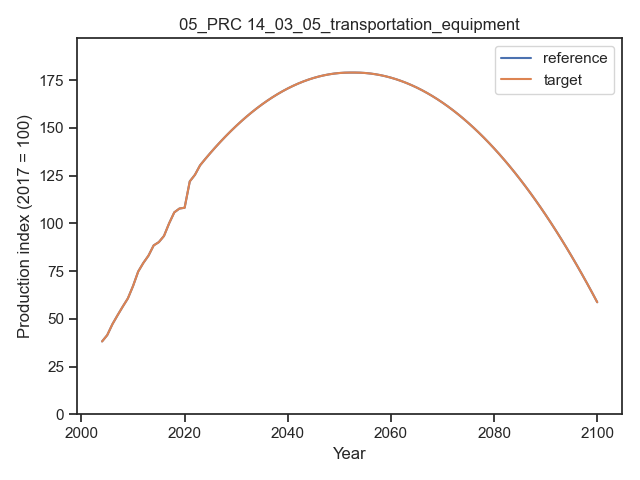 05_PRC 14_03_05_transportation_equipment
reference
target
Production index (2017 = 100)
175
150
125
100
75
50
25
0
2000
2020
2040
2060
2080
2100
Year